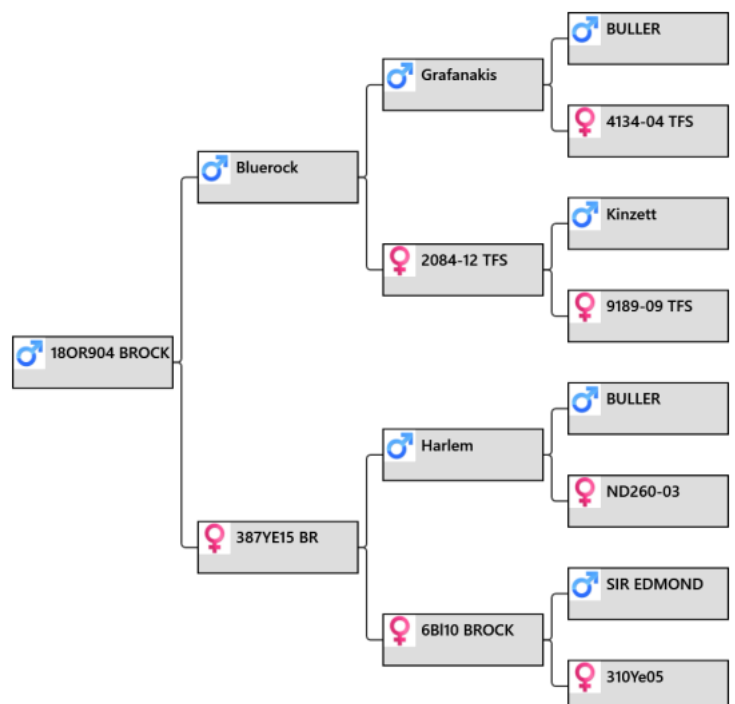 BULLER
Grafanakis
4134-04 TFS
Bluerock
Kinzett
2084-12 TFS
9189-09 TFS
18OR904 BROCK
BULLER
Harlem
ND260-03
387YE15 BR
SIR EDMOND
6Bl10 BROCK
310Ye05